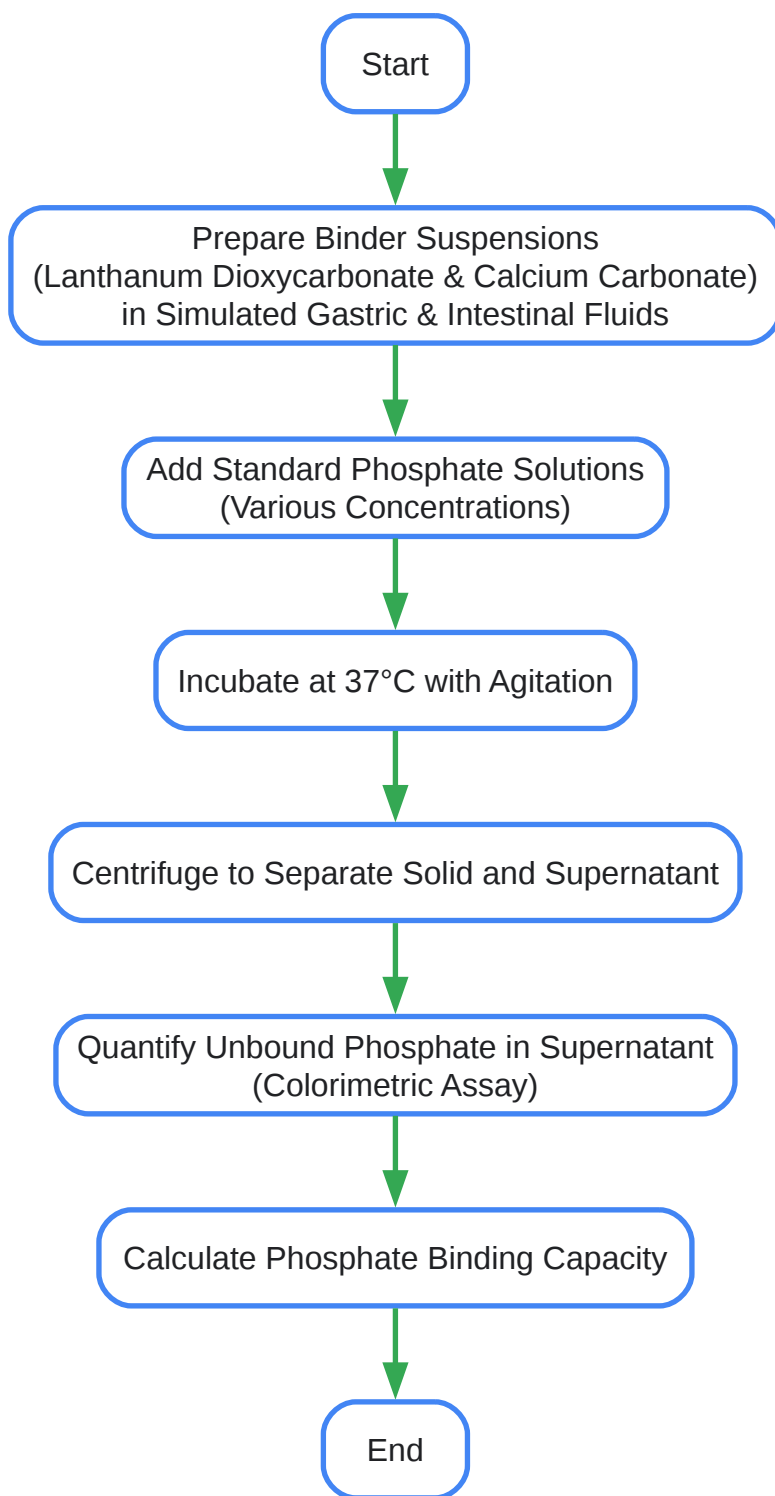 Start
Prepare Binder Suspensions
(Lanthanum Dioxycarbonate & Calcium Carbonate)
in Simulated Gastric & Intestinal Fluids
Add Standard Phosphate Solutions
(Various Concentrations)
Incubate at 37°C with Agitation
Centrifuge to Separate Solid and Supernatant
Quantify Unbound Phosphate in Supernatant
(Colorimetric Assay)
Calculate Phosphate Binding Capacity
End